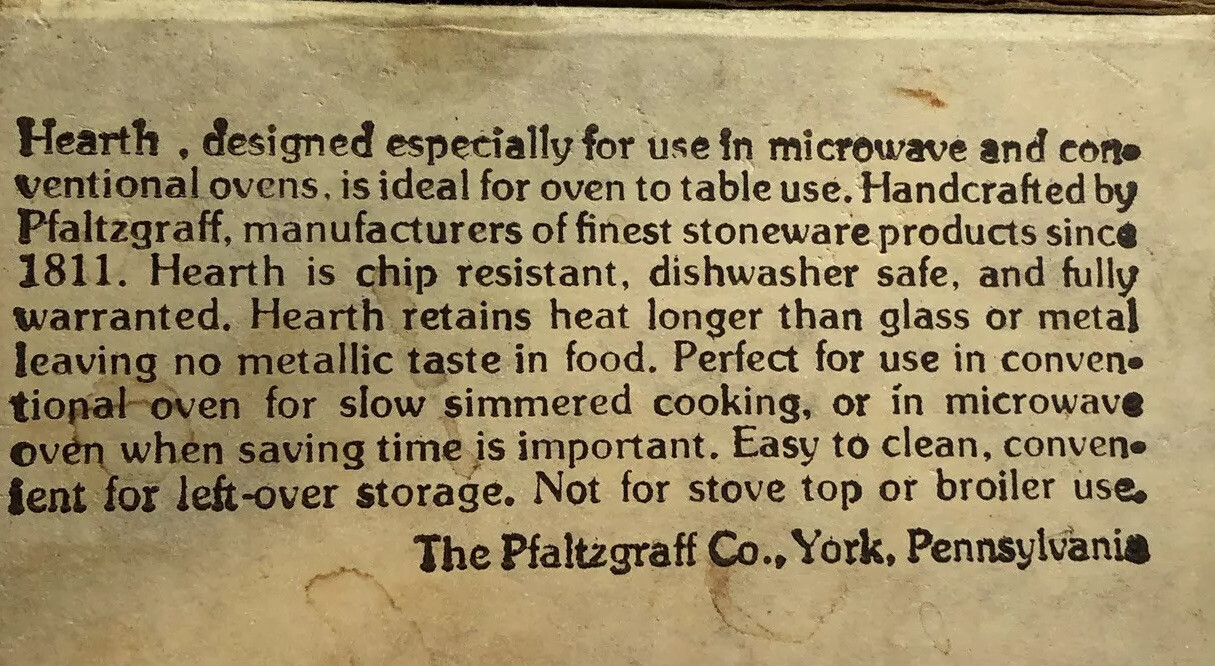 Hearth , designed especially for use in microwave and con-
ventional ovens, is ideal for oven to table use. Handcrafted by
Pfaltzgraff, manufacturers of finest stoneware products since
1811. Hearth is chip resistant, dishwasher safe, and fully
warranted. Hearth retains heat longer than glass or metal
leaving no metallic taste in food. Perfect for use in conven-
tional oven for slow simmered cooking, or in microwave
oven when saving time is important. Easy to clean, conven-
ient for left-over storage. Not for stove top or broiler use.
The Pfaltzgraff Co., York, Pennsylvania